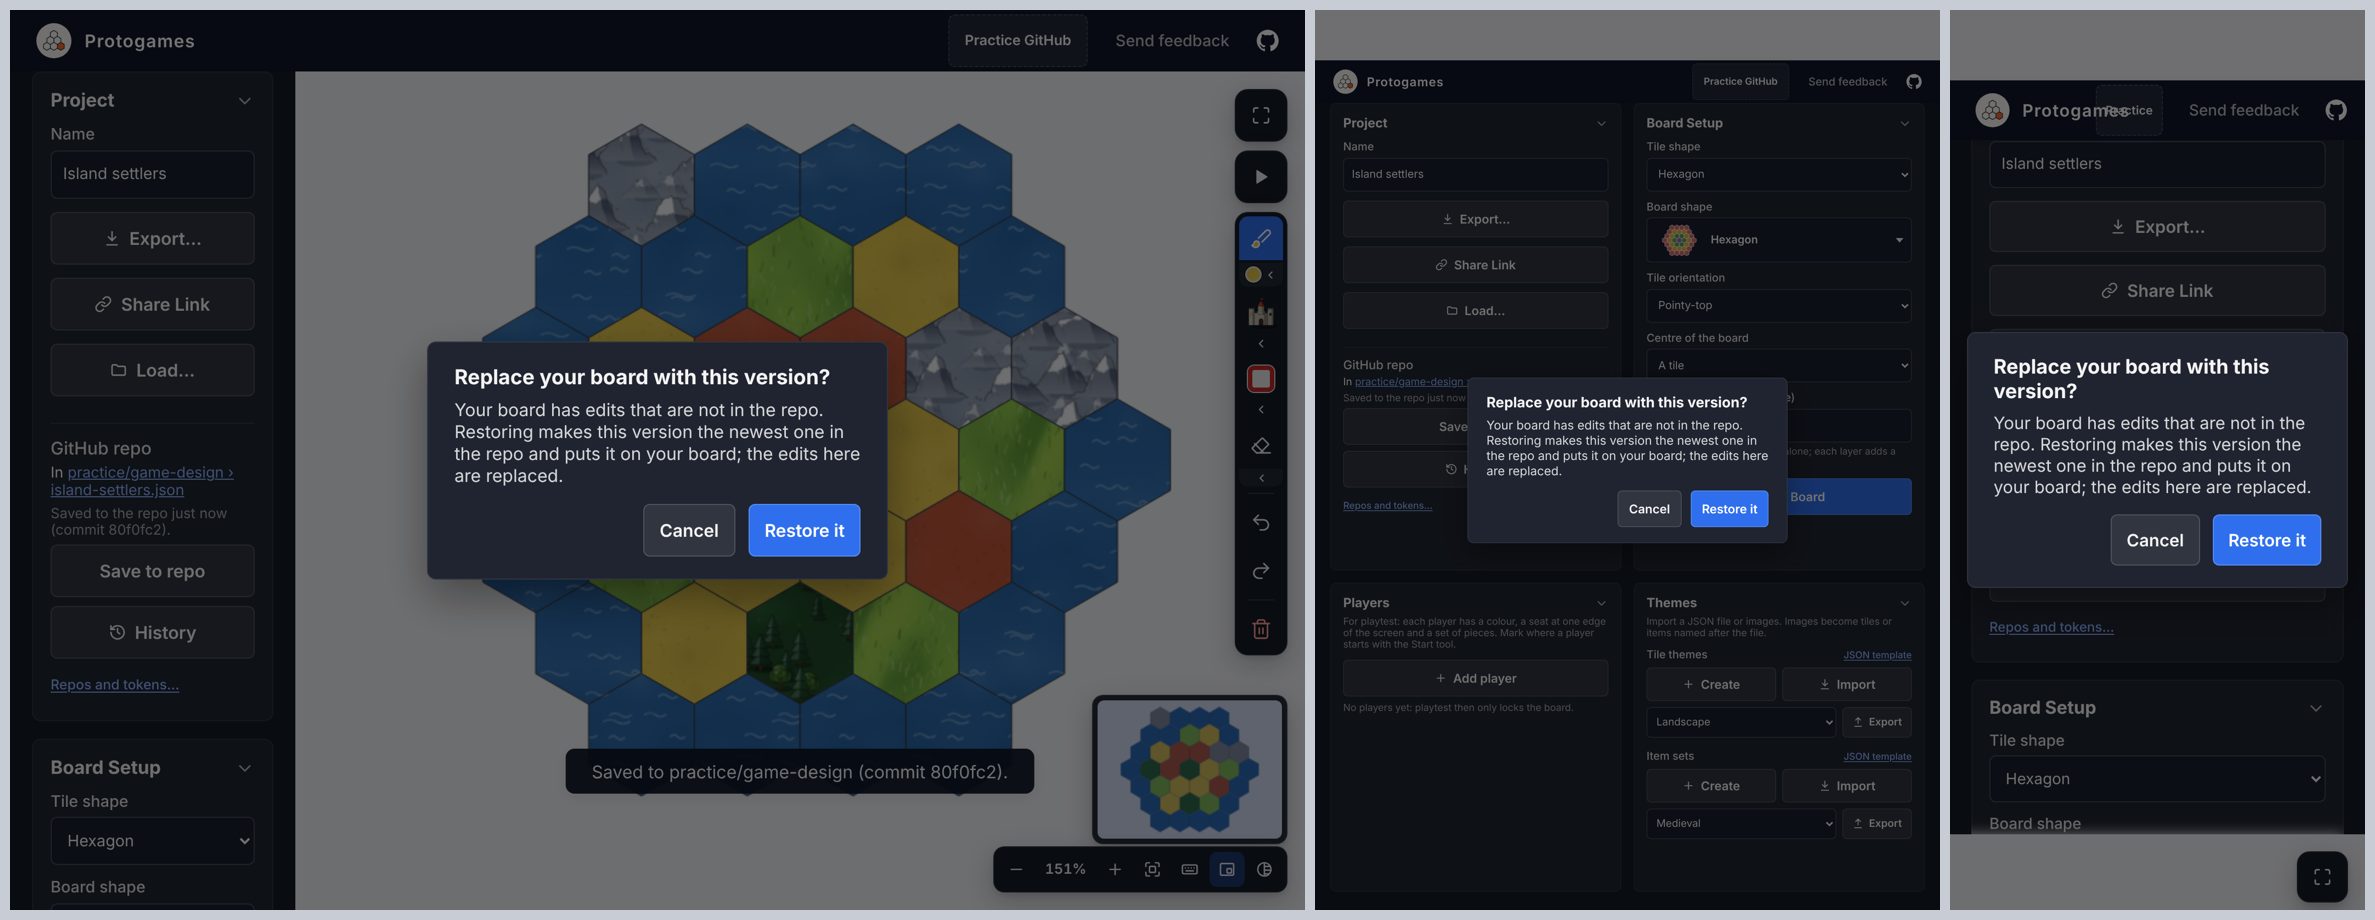 Protogames
Practice GitHub
Send feedback
Project
Name
Island settlers
Export...
Share Link
Load...
GitHub repo
In practice/game-design ›
island-settlers.json
Saved to the repo just now
(commit 80f0fc2).
Save to repo
History
Repos and tokens...
Board Setup
Tile shape
Hexagon
Board shape
Replace your board with this version?
Your board has edits that are not in the repo.
Restoring makes this version the newest one in
the repo and puts it on your board; the edits here
are replaced.
Cancel
Restore it
Saved to practice/game-design (commit 80f0fc2).
151%
Protogames
Practice GitHub
Send feedback
Project
Name
Island settlers
Export...
Share Link
Load...
GitHub repo
In practice/game-design ›
Saved to the repo just now
Save
Repos and tokens...
Board Setup
Tile shape
Hexagon
Board shape
Hexagon
Tile orientation
Pointy-top
Centre of the board
A tile
alone; each layer adds a
Board
Replace your board with this version?
Your board has edits that are not in the repo.
Restoring makes this version the newest one in
the repo and puts it on your board; the edits here
are replaced.
Cancel
Restore it
Players
For playtest: each player has a colour, a seat at one edge
of the screen and a set of pieces. Mark where a player
starts with the Start tool.
Add player
No players yet: playtest then only locks the board.
Themes
Import a JSON file or images. Images become tiles or
items named after the file.
Tile themes
JSON template
Create
Import
Landscape
Export
Item sets
JSON template
Create
Import
Medieval
Export
Protogames
Practice
Send feedback
Island settlers
Export...
Share Link
Replace your board with this
version?
Your board has edits that are not in the
repo. Restoring makes this version the
newest one in the repo and puts it on
your board; the edits here are replaced.
Cancel
Restore it
Repos and tokens...
Board Setup
Tile shape
Hexagon
Board shape